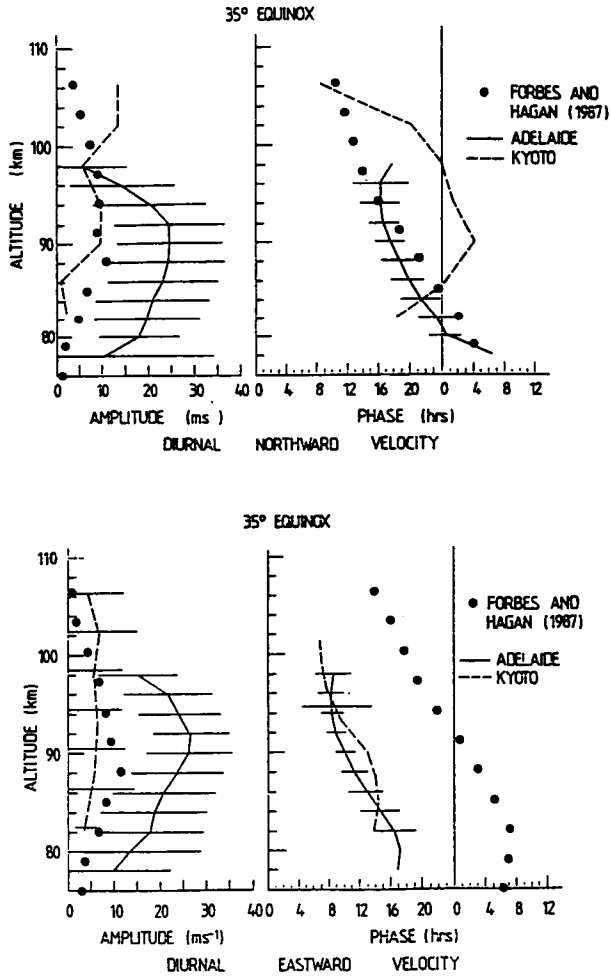 35° EQUINOX
110
100
90
80
ALTITUDE (km)
0 10 20 30 40
AMPLITUDE (ms⁻¹)
0 4 8 12 16 20 0 4 8 12
PHASE (hrs)
FORBES AND
HAGAN (1987)
ADELAIDE
KYOTO
DIURNAL NORTHWARD VELOCITY
35° EQUINOX
110
100
90
80
ALTITUDE (km)
0 10 20 30 40
AMPLITUDE (ms⁻¹)
0 4 8 12 16 20 0 4 8 12
PHASE (hrs)
FORBES AND
HAGAN (1987)
ADELAIDE
KYOTO
DIURNAL EASTWARD VELOCITY